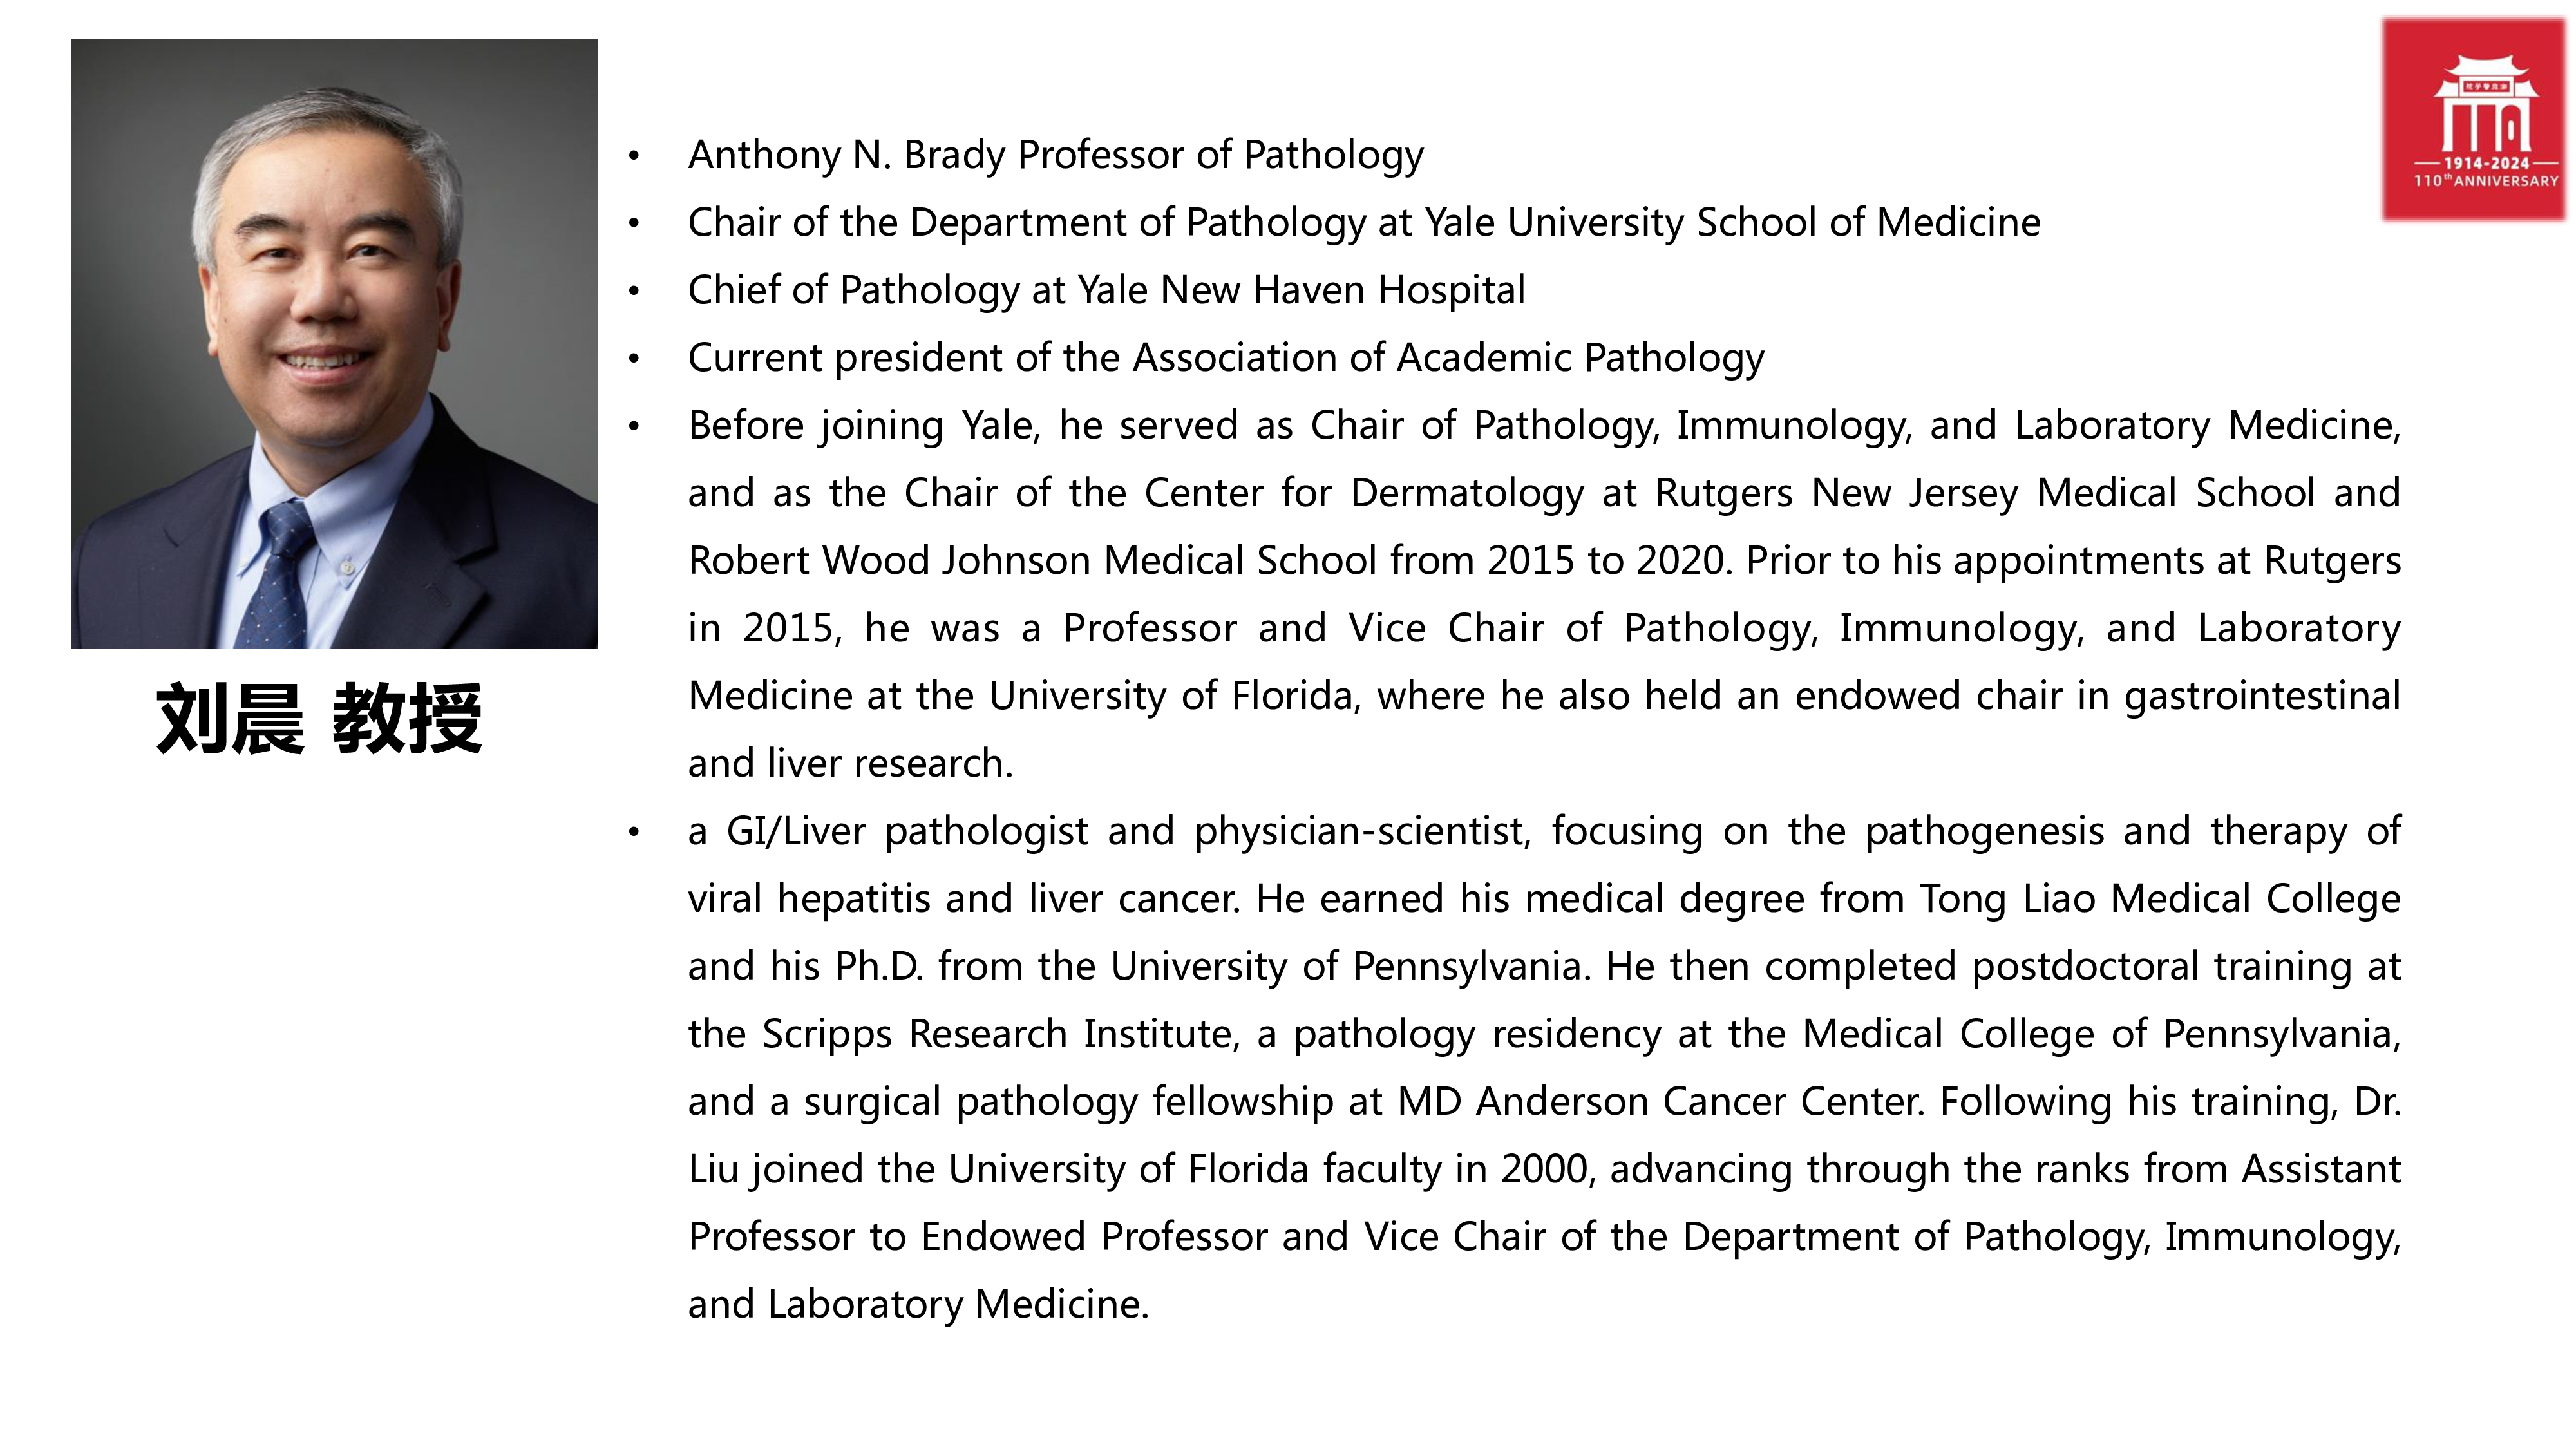 湘雅醫學院
1914-2024
110th ANNIVERSARY
刘晨 教授
• Anthony N. Brady Professor of Pathology
• Chair of the Department of Pathology at Yale University School of Medicine
• Chief of Pathology at Yale New Haven Hospital
• Current president of the Association of Academic Pathology
• Before joining Yale, he served as Chair of Pathology, Immunology, and Laboratory Medicine,
and as the Chair of the Center for Dermatology at Rutgers New Jersey Medical School and
Robert Wood Johnson Medical School from 2015 to 2020. Prior to his appointments at Rutgers
in 2015, he was a Professor and Vice Chair of Pathology, Immunology, and Laboratory
Medicine at the University of Florida, where he also held an endowed chair in gastrointestinal
and liver research.
• a GI/Liver pathologist and physician-scientist, focusing on the pathogenesis and therapy of
viral hepatitis and liver cancer. He earned his medical degree from Tong Liao Medical College
and his Ph.D. from the University of Pennsylvania. He then completed postdoctoral training at
the Scripps Research Institute, a pathology residency at the Medical College of Pennsylvania,
and a surgical pathology fellowship at MD Anderson Cancer Center. Following his training, Dr.
Liu joined the University of Florida faculty in 2000, advancing through the ranks from Assistant
Professor to Endowed Professor and Vice Chair of the Department of Pathology, Immunology,
and Laboratory Medicine.